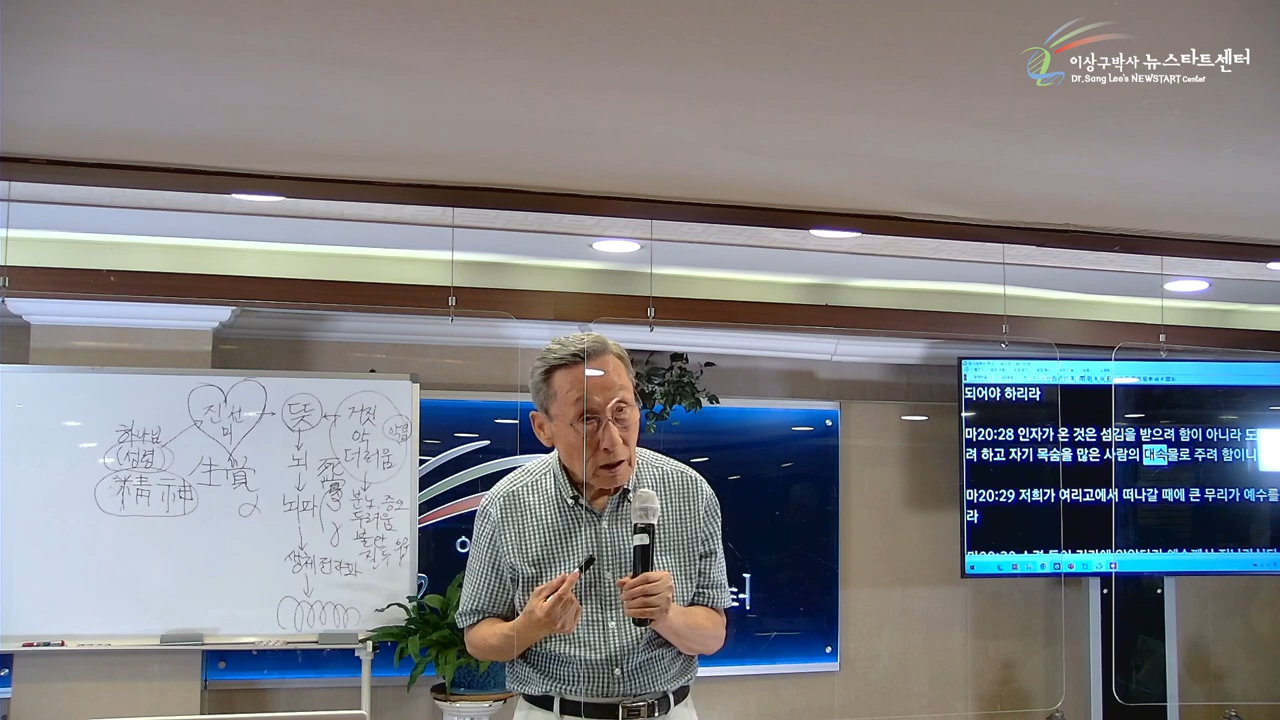 이상구박사 뉴스타트센터
Dr. Sang Lee's NEWSTART Center
하나님
성령
精神
진 선
미
生覺
α
뜻
뇌
뇌파
생체전자파
거짓
악
더러움
악령
死
γ
분노 증오
두려움
불안
되어야 하리라
마20:28 인자가 온 것은 섬김을 받으려 함이 아니라 도
려 하고 자기 목숨을 많은 사람의 대속물로 주려 함이니
마20:29 저희가 여리고에서 떠나갈 때에 큰 무리가 예수를
라